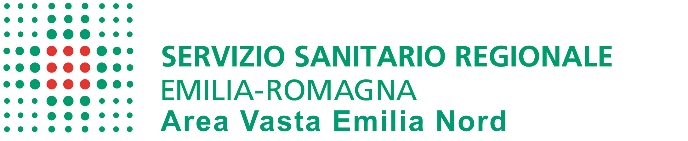 SERVIZIO SANITARIO REGIONALE
EMILIA-ROMAGNA
Area Vasta Emilia Nord